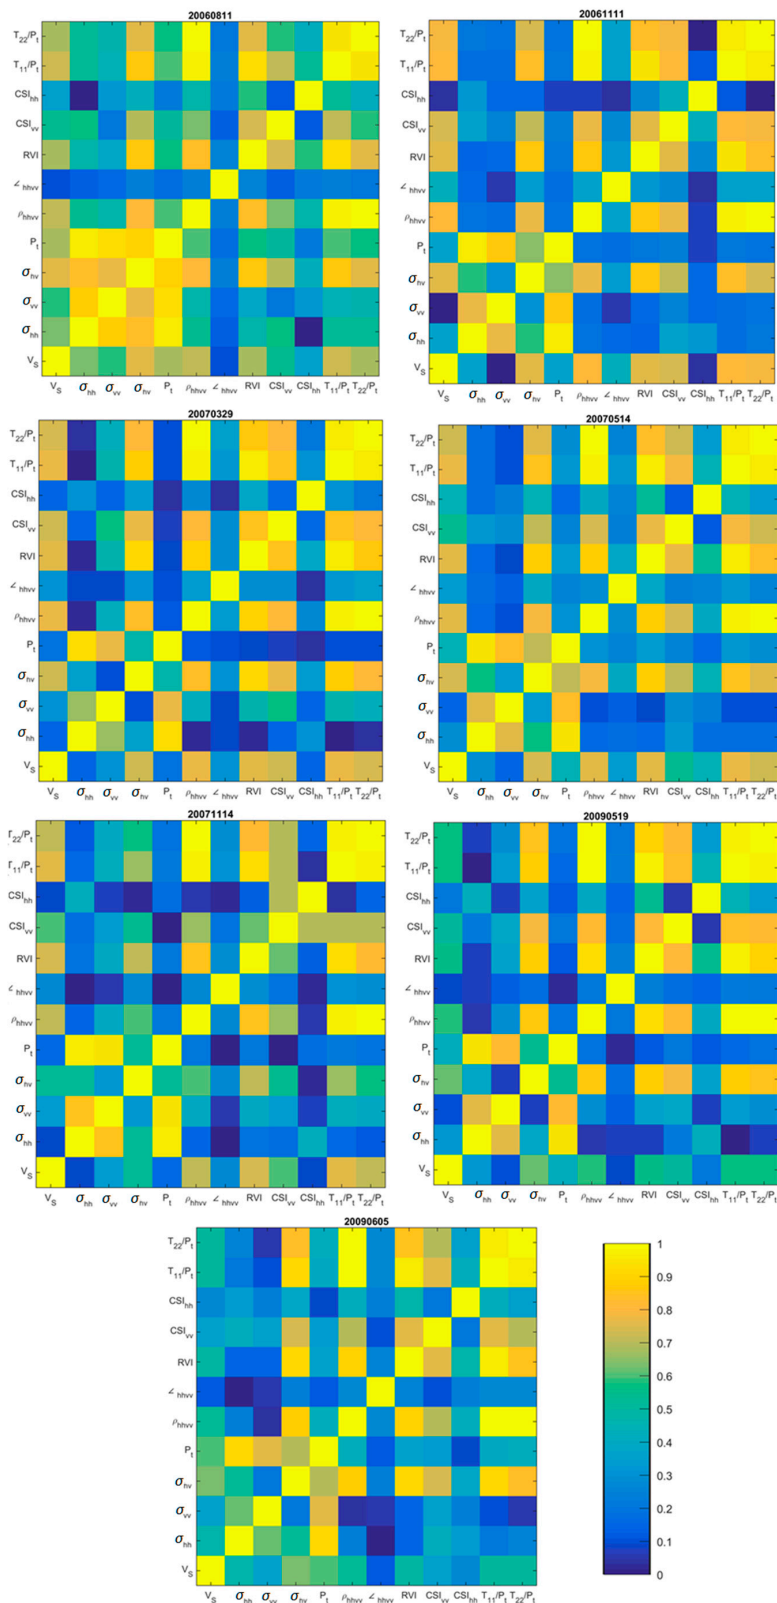 20060811
T22/Pt
T11/Pt
CSIhh
CSIvv
RVI
∠hhvv
ρhhvv
Pt
σhv
σvv
σhh
VS
VS σhh σvv σhv Pt ρhhvv ∠hhvv RVI CSIvv CSIhh T11/Pt T22/Pt
20061111
T22/Pt
T11/Pt
CSIhh
CSIvv
RVI
∠hhvv
ρhhvv
Pt
σhv
σvv
σhh
VS
VS σhh σvv σhv Pt ρhhvv ∠hhvv RVI CSIvv CSIhh T11/Pt T22/Pt
20070329
T22/Pt
T11/Pt
CSIhh
CSIvv
RVI
∠hhvv
ρhhvv
Pt
σhv
σvv
σhh
VS
VS σhh σvv σhv Pt ρhhvv ∠hhvv RVI CSIvv CSIhh T11/Pt T22/Pt
20070514
T22/Pt
T11/Pt
CSIhh
CSIvv
RVI
∠hhvv
ρhhvv
Pt
σhv
σvv
σhh
VS
VS σhh σvv σhv Pt ρhhvv ∠hhvv RVI CSIvv CSIhh T11/Pt T22/Pt
20071114
T22/Pt
T11/Pt
CSIhh
CSIvv
RVI
∠hhvv
ρhhvv
Pt
σhv
σvv
σhh
VS
VS σhh σvv σhv Pt ρhhvv ∠hhvv RVI CSIvv CSIhh T11/Pt T22/Pt
20090519
T22/Pt
T11/Pt
CSIhh
CSIvv
RVI
∠hhvv
ρhhvv
Pt
σhv
σvv
σhh
VS
VS σhh σvv σhv Pt ρhhvv ∠hhvv RVI CSIvv CSIhh T11/Pt T22/Pt
20090605
T22/Pt
T11/Pt
CSIhh
CSIvv
RVI
∠hhvv
ρhhvv
Pt
σhv
σvv
σhh
VS
VS σhh σvv σhv Pt ρhhvv ∠hhvv RVI CSIvv CSIhh T11/Pt T22/Pt
1
0.9
0.8
0.7
0.6
0.5
0.4
0.3
0.2
0.1
0